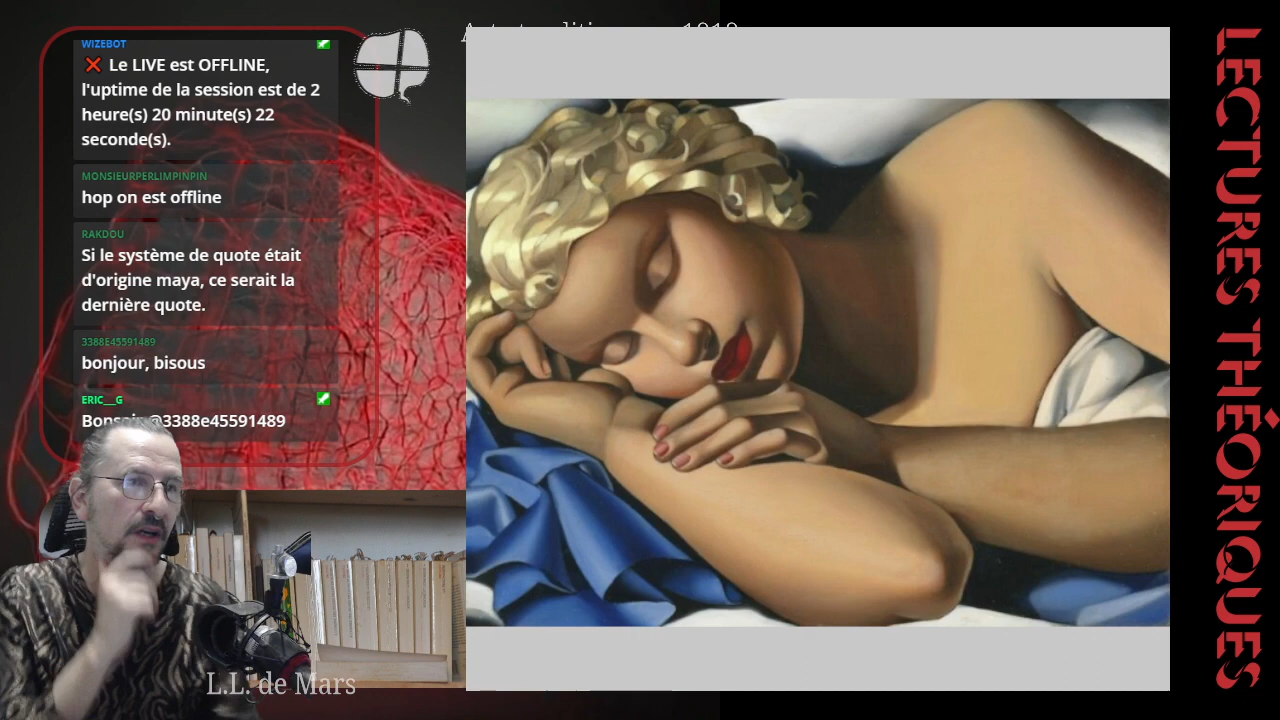 WIZEBOT
❌ Le LIVE est OFFLINE,
l'uptime de la session est de 2
heure(s) 20 minute(s) 22
seconde(s).
MONSIEURPERLIMPINPIN
hop on est offline
RAKDOU
Si le système de quote était
d'origine maya, ce serait la
dernière quote.
3388E45591489
bonjour, bisous
ERIC__G
@3388e45591489
L.L. de Mars
LECTURES THÉORIQUES